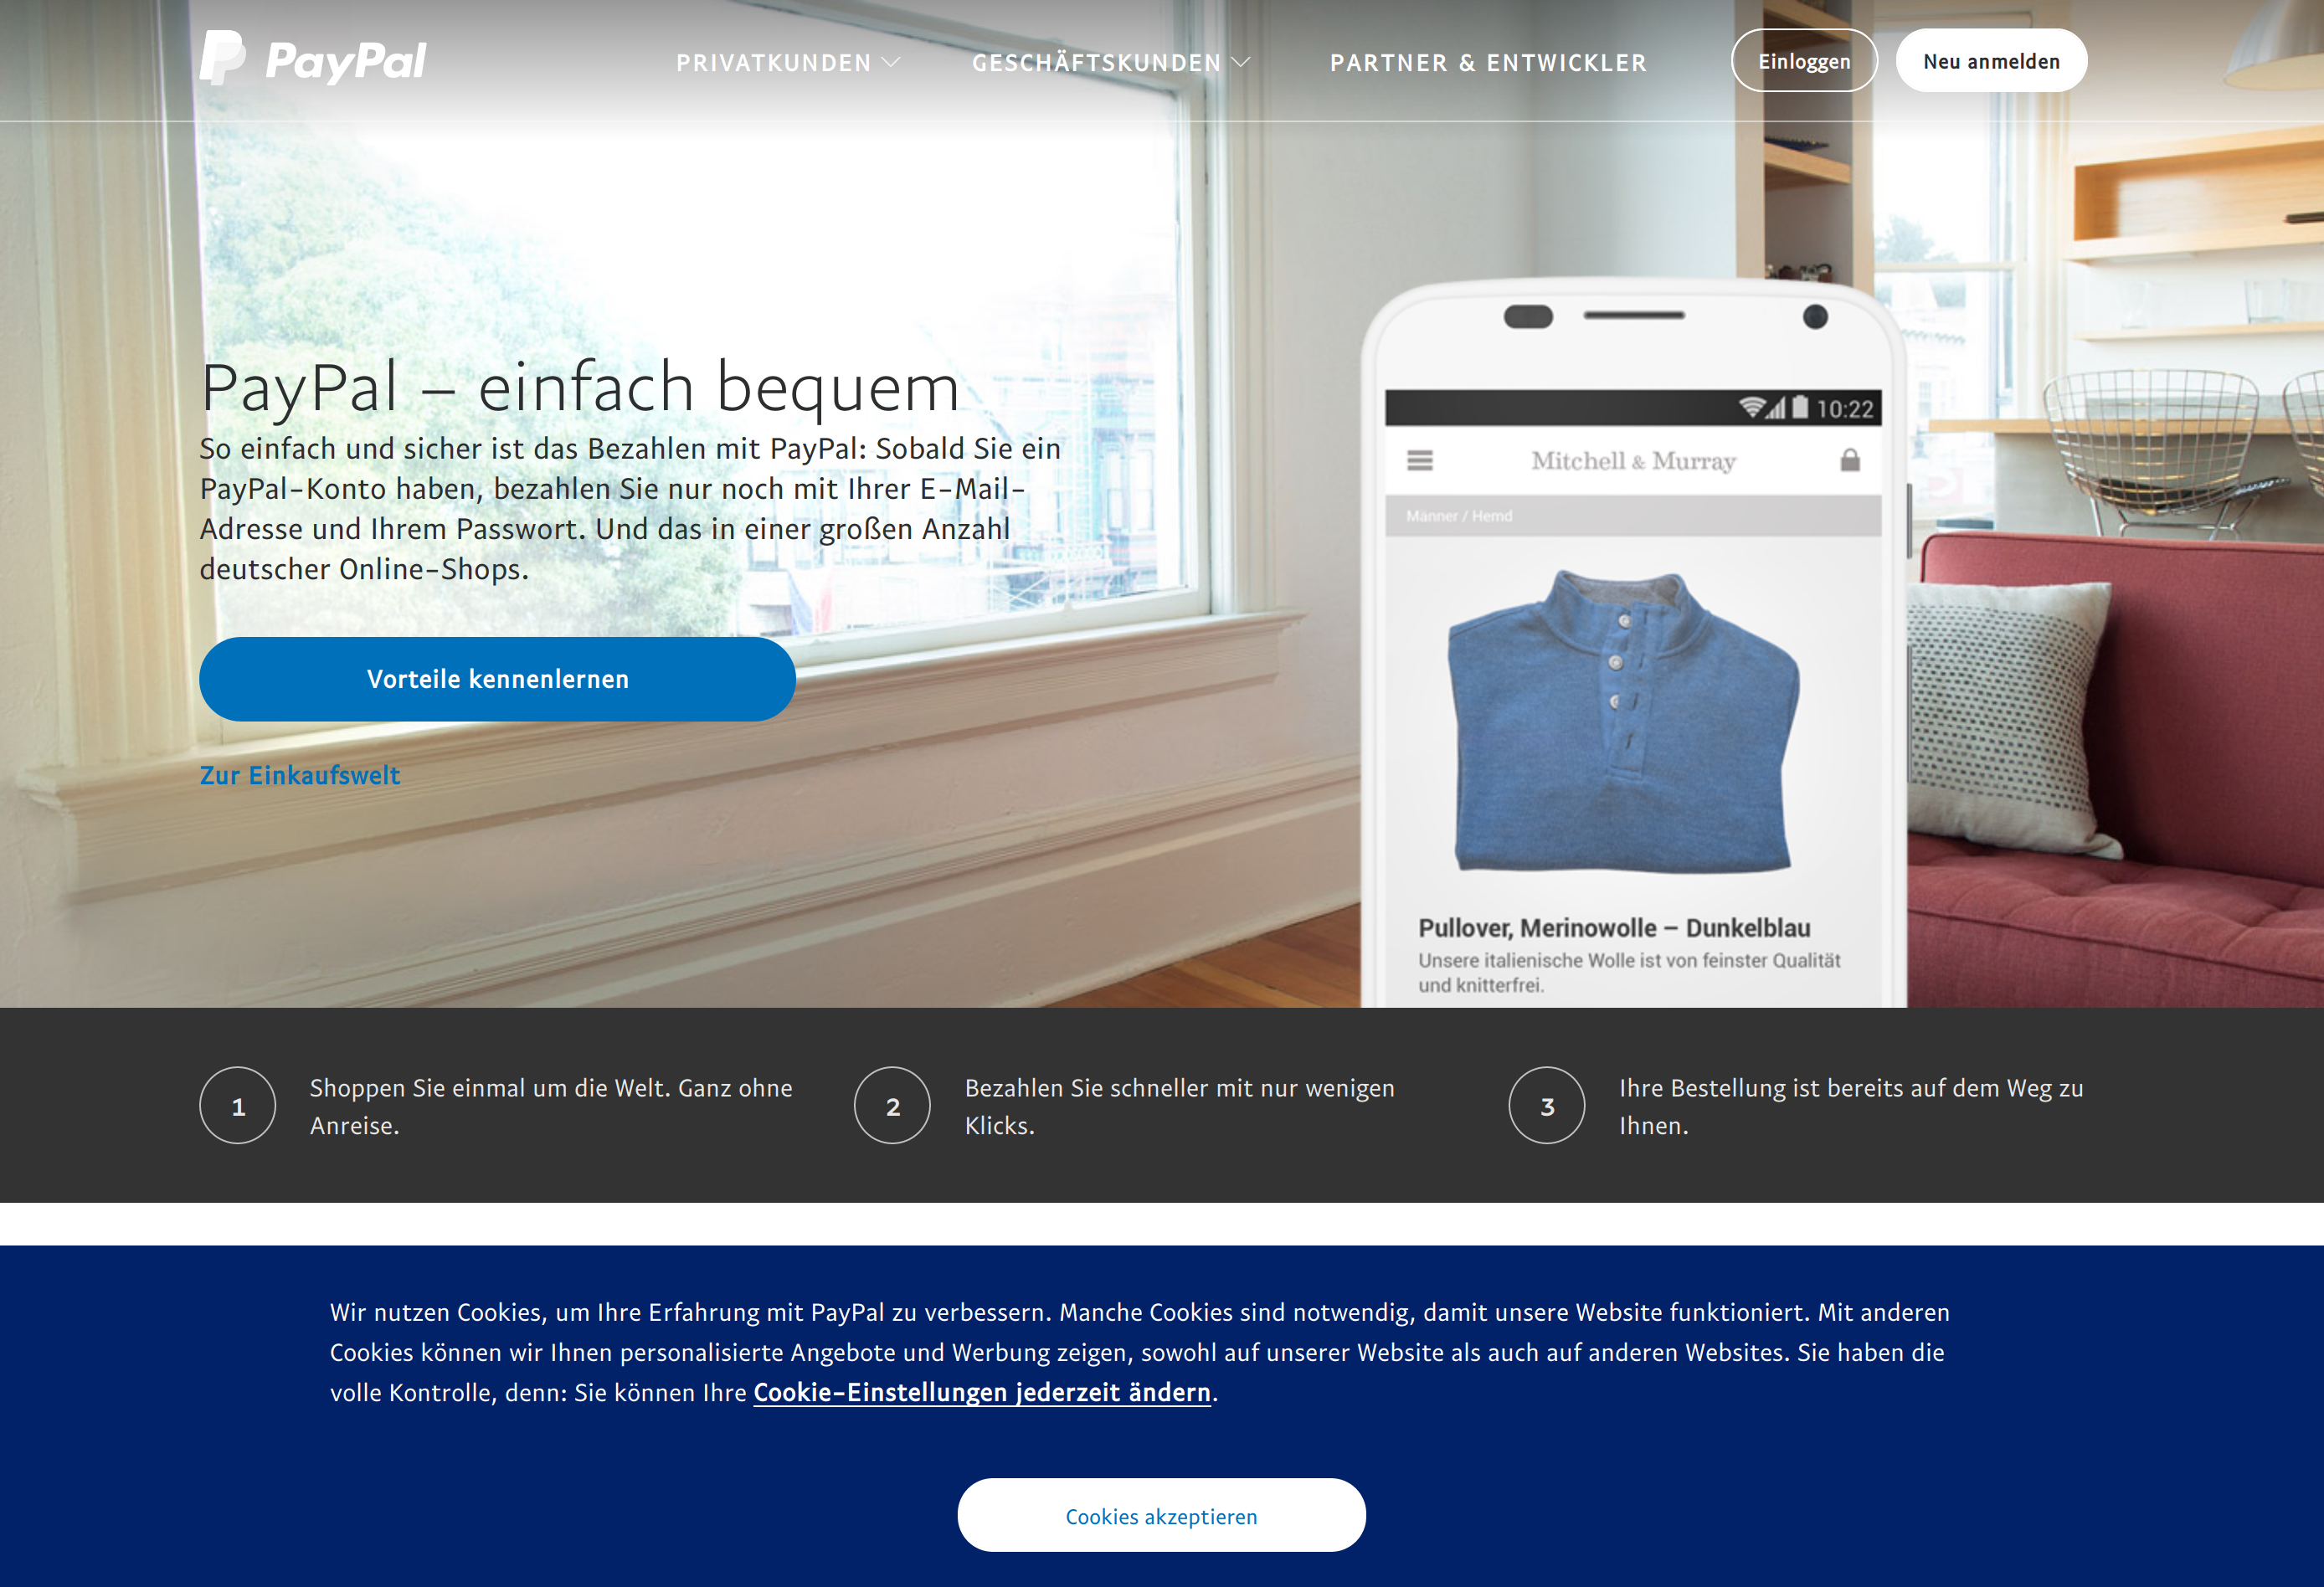 PayPal
PRIVATKUNDEN
GESCHÄFTSKUNDEN
PARTNER & ENTWICKLER
Einloggen
Neu anmelden
PayPal – einfach bequem
So einfach und sicher ist das Bezahlen mit PayPal: Sobald Sie ein
PayPal-Konto haben, bezahlen Sie nur noch mit Ihrer E-Mail-
Adresse und Ihrem Passwort. Und das in einer großen Anzahl
deutscher Online-Shops.
Vorteile kennenlernen
Zur Einkaufswelt
10:22
Mitchell & Murray
Männer / Hemd
Pullover, Merinowolle – Dunkelblau
Unsere italienische Wolle ist von feinster Qualität
und knitterfrei.
1
Shoppen Sie einmal um die Welt. Ganz ohne
Anreise.
2
Bezahlen Sie schneller mit nur wenigen
Klicks.
3
Ihre Bestellung ist bereits auf dem Weg zu
Ihnen.
Wir nutzen Cookies, um Ihre Erfahrung mit PayPal zu verbessern. Manche Cookies sind notwendig, damit unsere Website funktioniert. Mit anderen
Cookies können wir Ihnen personalisierte Angebote und Werbung zeigen, sowohl auf unserer Website als auch auf anderen Websites. Sie haben die
volle Kontrolle, denn: Sie können Ihre Cookie-Einstellungen jederzeit ändern.
Cookies akzeptieren